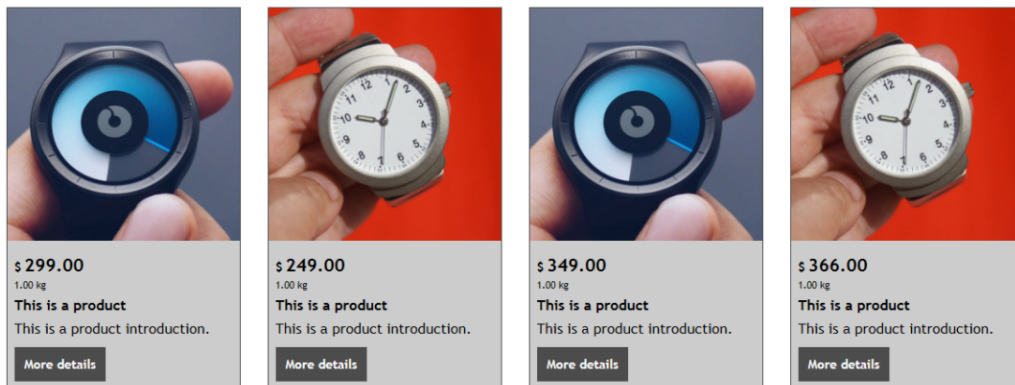 $ 299.00
1.00 kg
This is a product
This is a product introduction.
More details
$ 249.00
1.00 kg
This is a product
This is a product introduction.
More details
$ 349.00
1.00 kg
This is a product
This is a product introduction.
More details
$ 366.00
1.00 kg
This is a product
This is a product introduction.
More details